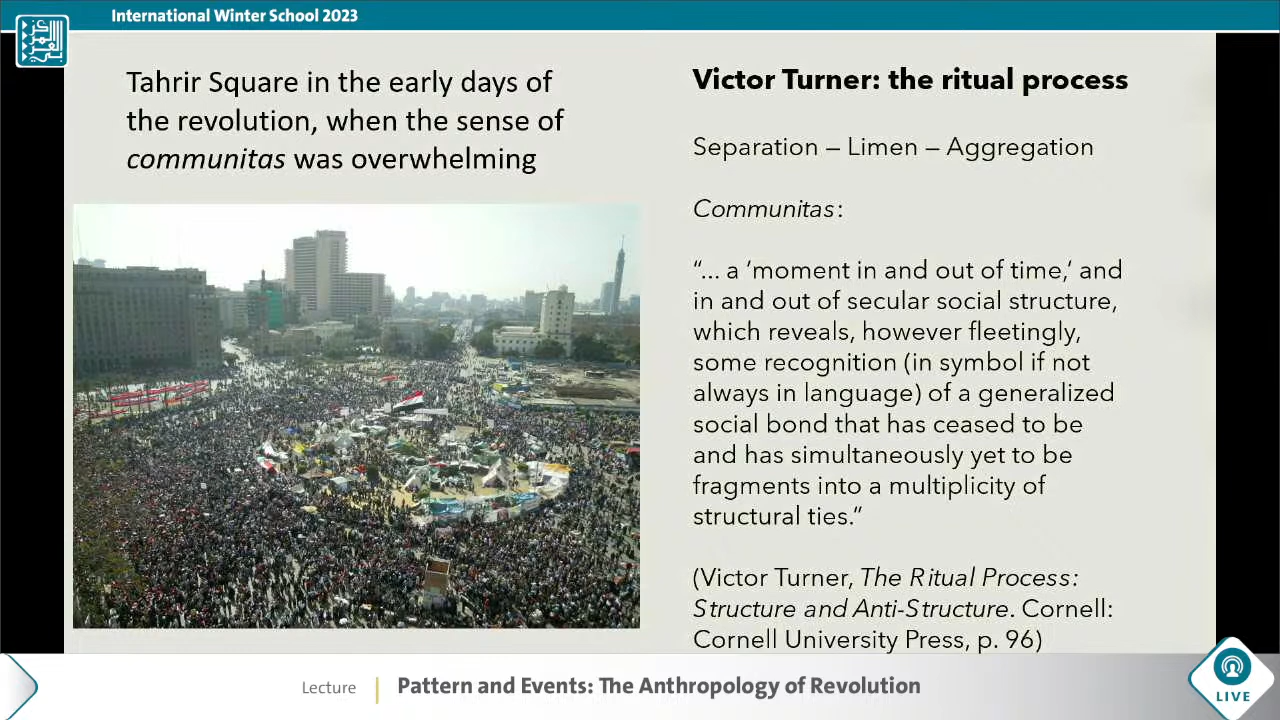 International Winter School 2023
Tahrir Square in the early days of
the revolution, when the sense of
communitas was overwhelming
Victor Turner: the ritual process
Separation – Limen – Aggregation
Communitas:
“... a ‘moment in and out of time,’ and
in and out of secular social structure,
which reveals, however fleetingly,
some recognition (in symbol if not
always in language) of a generalized
social bond that has ceased to be
and has simultaneously yet to be
fragments into a multiplicity of
structural ties.“
(Victor Turner, The Ritual Process:
Structure and Anti-Structure. Cornell:
Cornell University Press, p. 96)
Lecture
Pattern and Events: The Anthropology of Revolution
LIVE